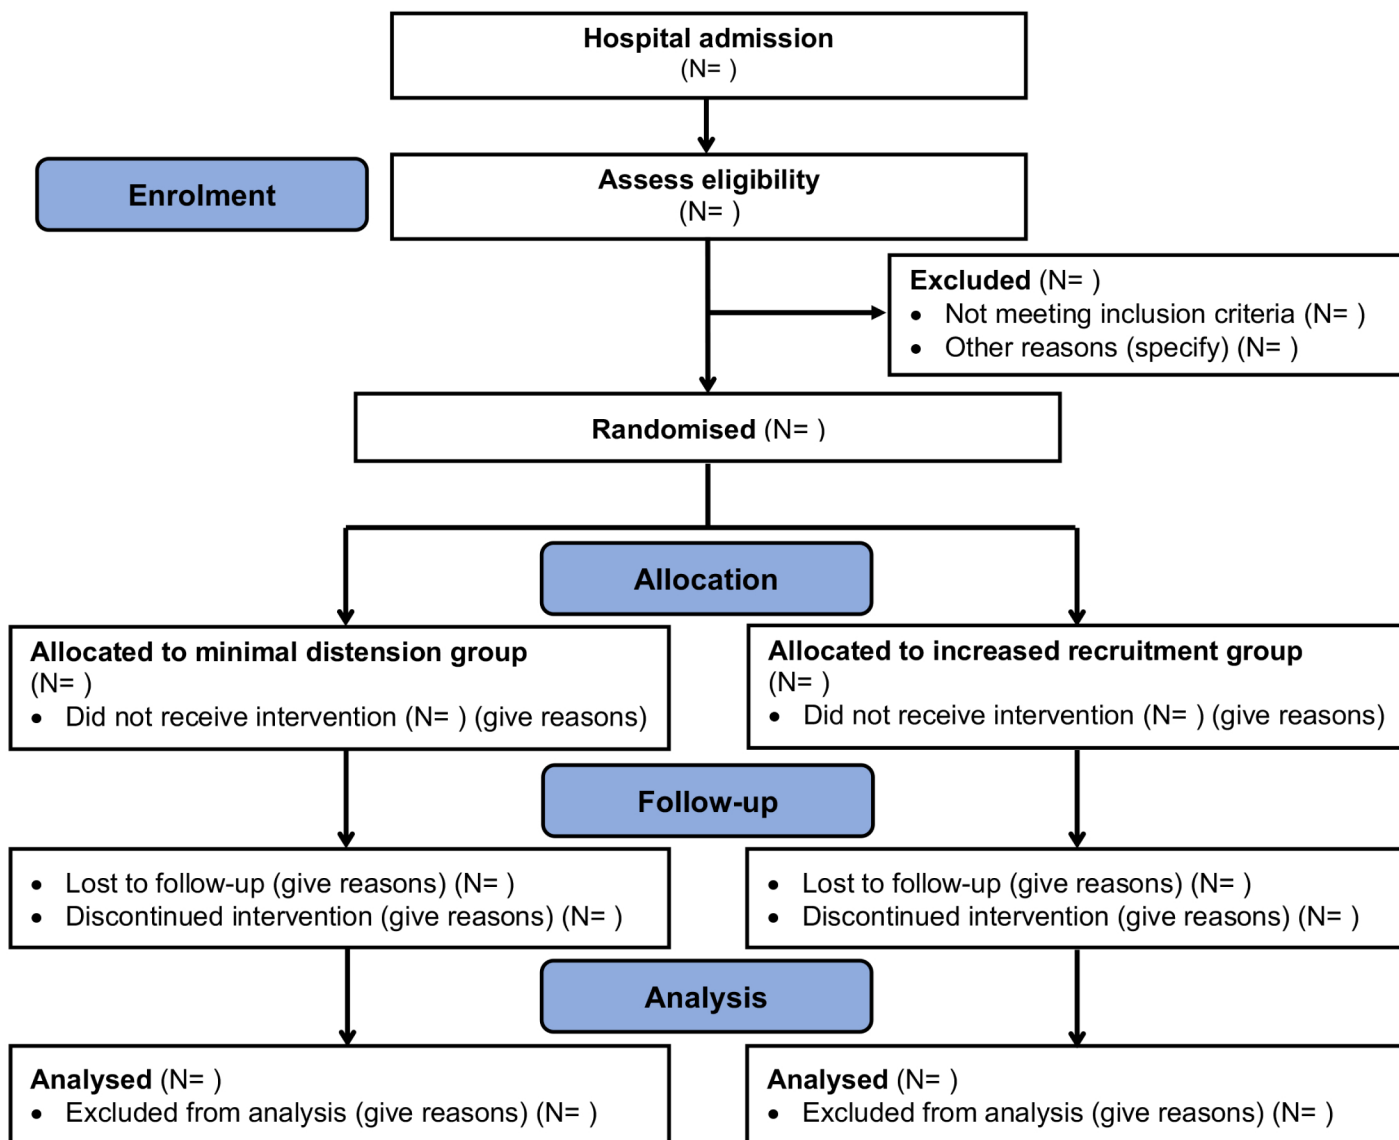 Hospital admission
(N= )
Enrolment
Assess eligibility
(N= )
Excluded (N= )
• Not meeting inclusion criteria (N= )
• Other reasons (specify) (N= )
Randomised (N= )
Allocation
Allocated to minimal distension group
(N= )
• Did not receive intervention (N= ) (give reasons)
Allocated to increased recruitment group
(N= )
• Did not receive intervention (N= ) (give reasons)
Follow-up
• Lost to follow-up (give reasons) (N= )
• Discontinued intervention (give reasons) (N= )
• Lost to follow-up (give reasons) (N= )
• Discontinued intervention (give reasons) (N= )
Analysis
Analysed (N= )
• Excluded from analysis (give reasons) (N= )
Analysed (N= )
• Excluded from analysis (give reasons) (N= )